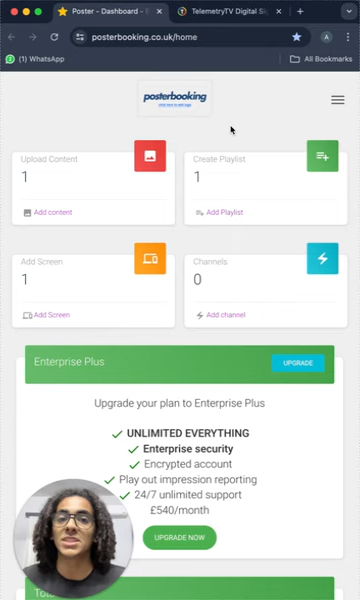 Poster - Dashboard -
TelemetryTV Digital Si
posterbooking.co.uk/home
A
(1) WhatsApp
All Bookmarks
posterbooking
Upload Content
1
Add content
Create Playlist
1
Add Playlist
Add Screen
1
Add Screen
Channels
0
Add channel
Enterprise Plus
UPGRADE
Upgrade your plan to Enterprise Plus
UNLIMITED EVERYTHING
Enterprise security
Encrypted account
Play out impression reporting
24/7 unlimited support
£540/month
UPGRADE NOW